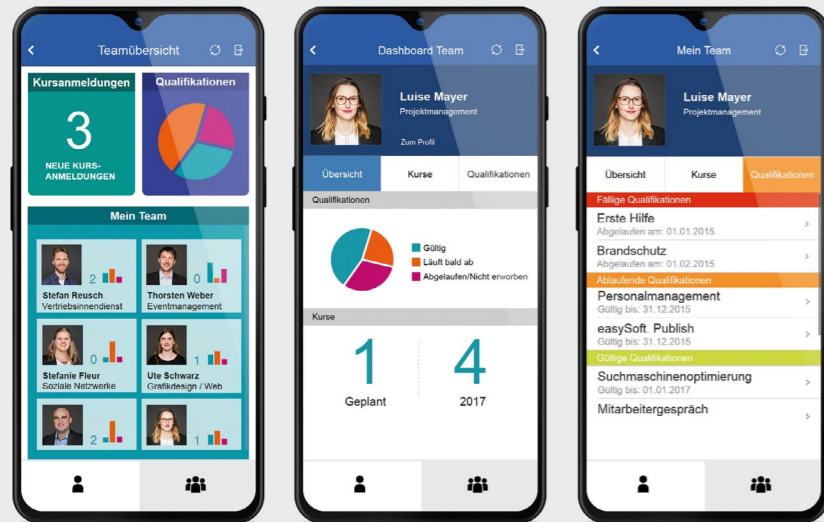 Teamübersicht
Kursanmeldungen
3
NEUE KURS-
ANMELDUNGEN
Qualifikationen
Mein Team
2
Stefan Reusch
Vertriebsinnendienst
0
Thorsten Weber
Eventmanagement
0
Stefanie Fleur
Soziale Netzwerke
1
Ute Schwarz
Grafikdesign / Web
2
1
Dashboard Team
Luise Mayer
Projektmanagement
Zum Profil
Übersicht
Kurse
Qualifikationen
Qualifikationen
Gültig
Läuft bald ab
Abgelaufen/Nicht erworben
Kurse
1
Geplant
4
2017
Mein Team
Luise Mayer
Projektmanagement
Übersicht
Kurse
Qualifikationen
Fällige Qualifikationen
Erste Hilfe
Abgelaufen am: 01.01.2015
Brandschutz
Abgelaufen am: 01.02.2015
Ablaufende Qualifikationen
Personalmanagement
Gültig bis: 31.12.2015
easySoft. Publish
Gültig bis: 31.12.2015
Gültige Qualifikationen
Suchmaschinenoptimierung
Gültig bis: 01.01.2017
Mitarbeitergespräch